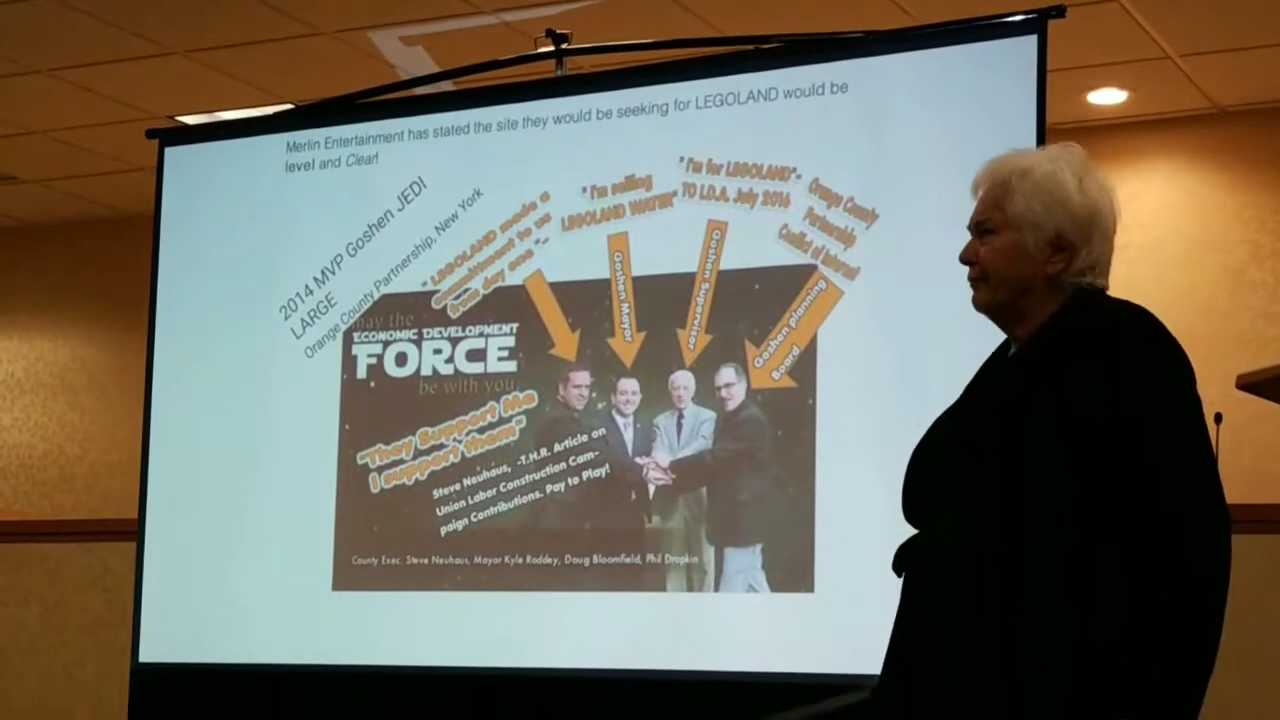 Merlin Entertainment has stated the site they would be seeking for LEGOLAND would be
level and Clear!
2014 MVP Goshen JEDI
LARGE
Orange County Partnership, New York
" LEGOLAND made a
commitment to us
from day one "-
" I'm selling
LEGOLAND WATER"
" I'm for LEGOLAND"-
TO I.D.A. July 2016
Orange County
Partnership
Conflict of Interest
Goshen Mayor
Goshen Supervisor
Goshen planning
Board
may the
ECONOMIC DEVELOPMENT
FORCE
be with you
"They Support Me
I support them"
Steve Neuhaus, -T.H.R. Article on
Union Labor Construction Cam-
paign Contributions. Pay to Play!
County Exec. Steve Neuhaus, Mayor Kyle Roddey, Doug Bloomfield, Phil Dropkin